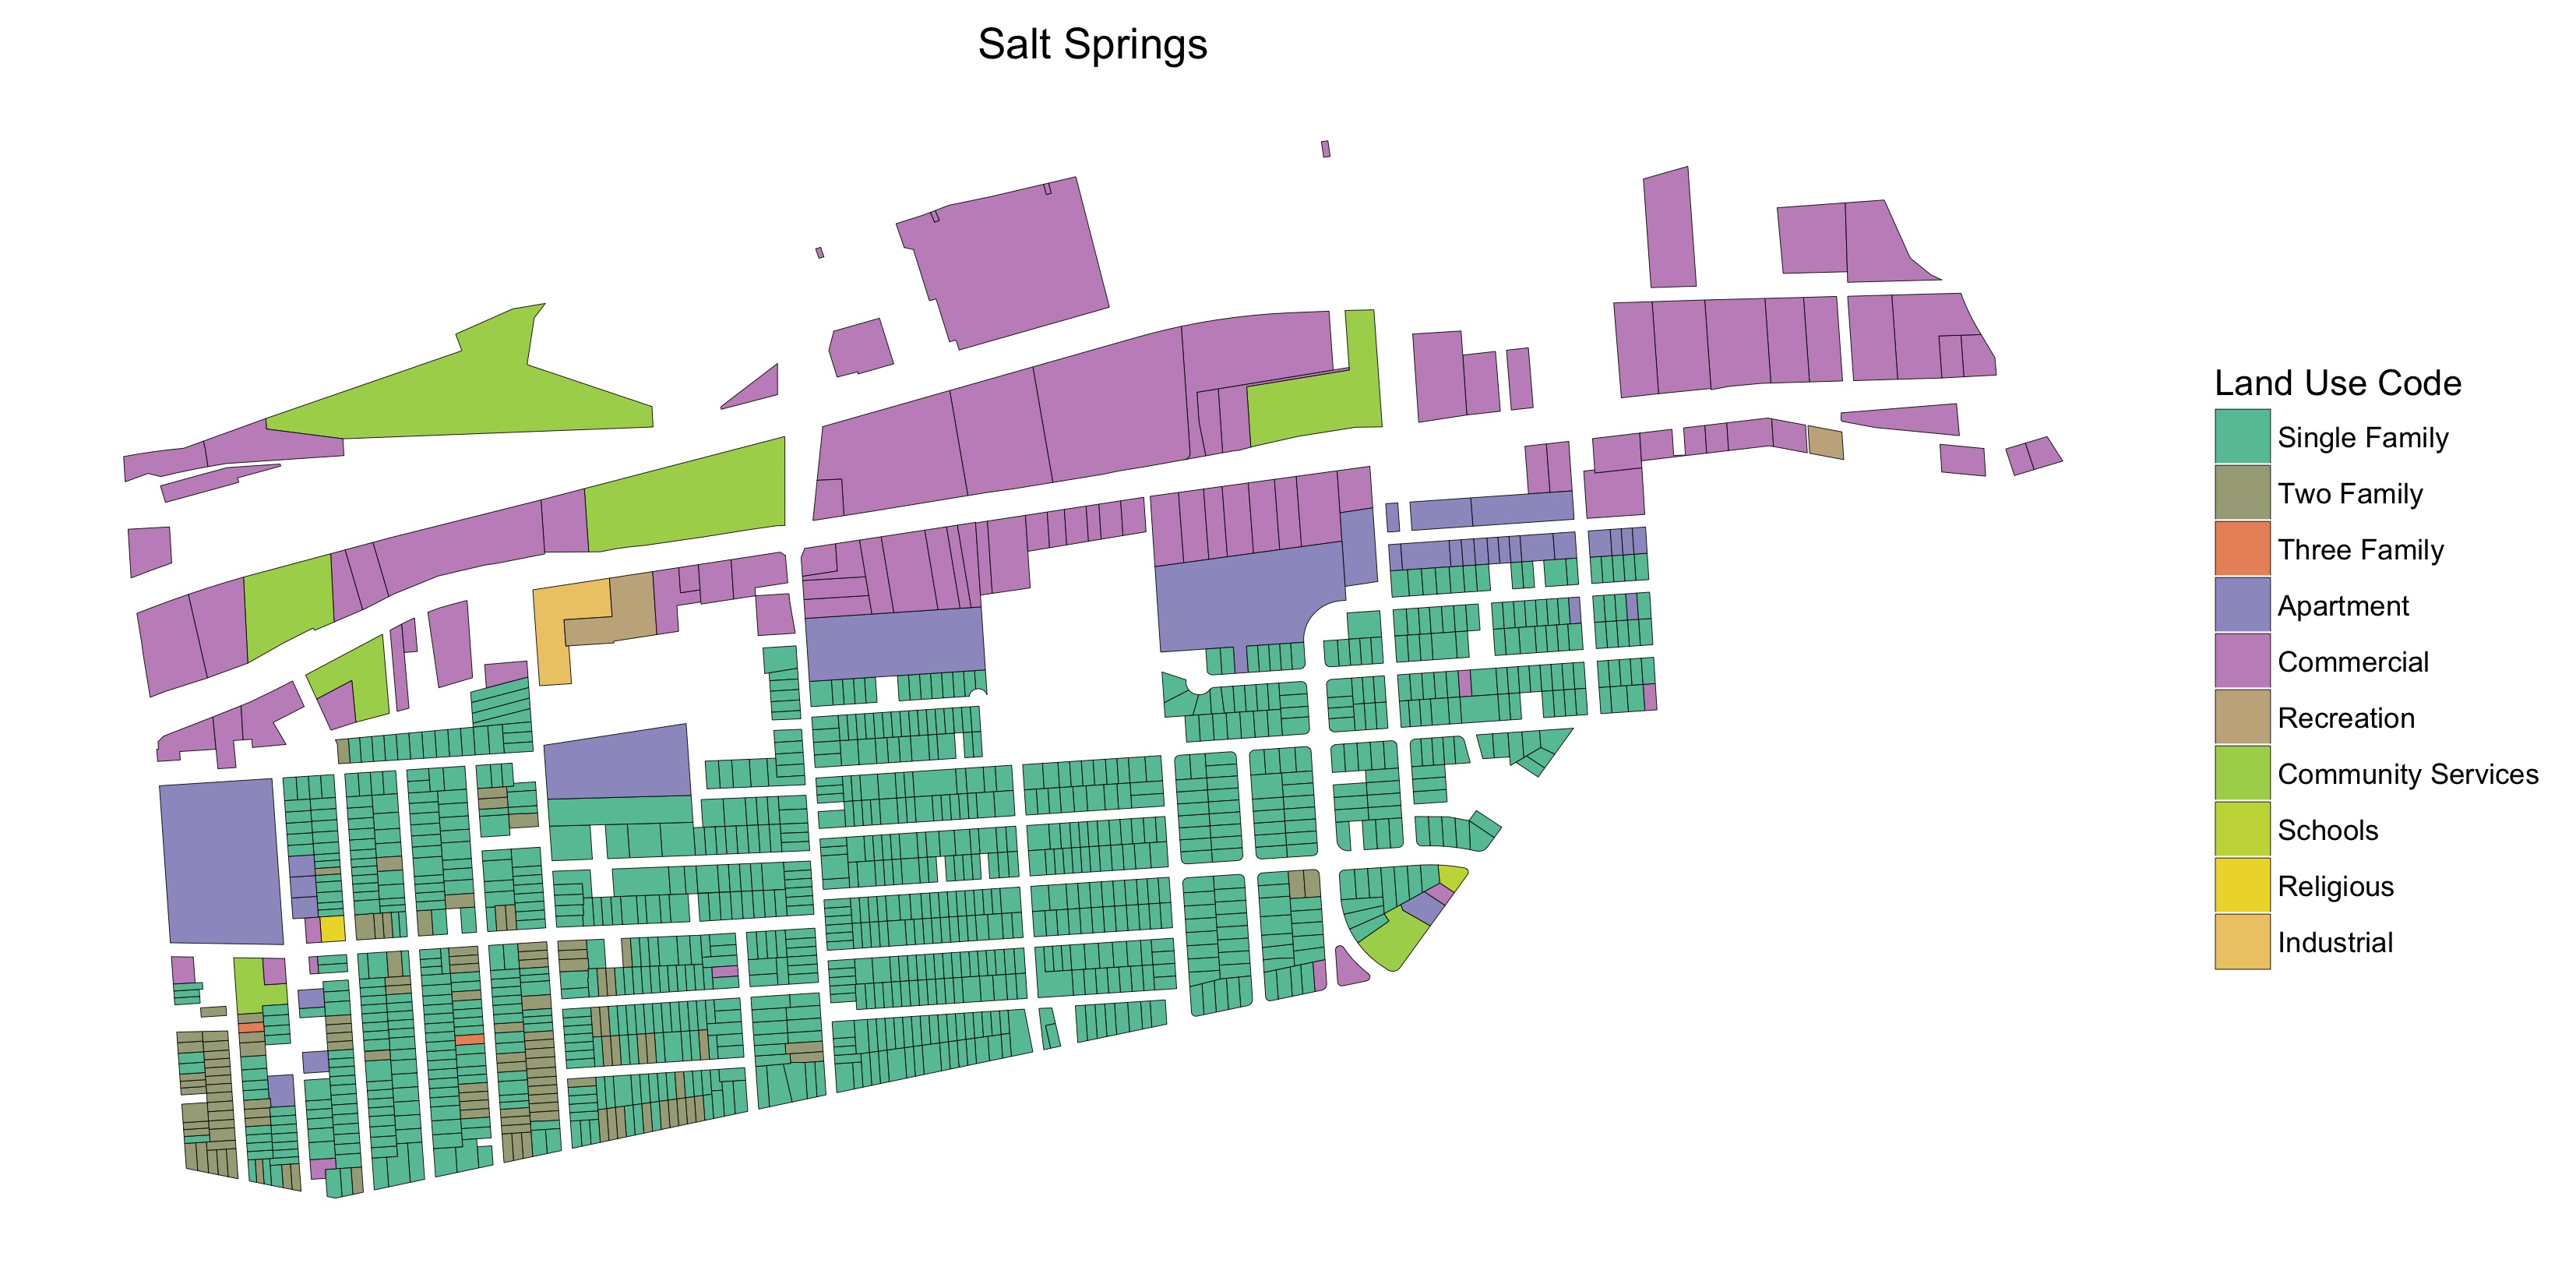 Salt Springs
Land Use Code
Single Family
Two Family
Three Family
Apartment
Commercial
Recreation
Community Services
Schools
Religious
Industrial